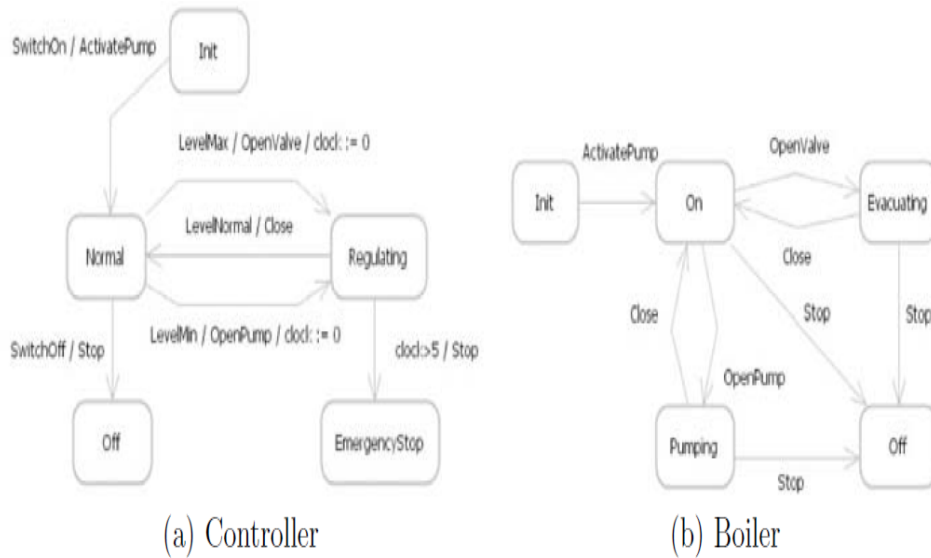 SwitchOn / ActivatePump
Init
LevelMax / OpenValve / clock := 0
LevelNormal / Close
Normal
Regulating
LevelMin / OpenPump / clock := 0
SwitchOff / Stop
clock>5 / Stop
Off
EmergencyStop
(a) Controller
ActivatePump
OpenValve
Init
On
Evacuating
Close
Close
Stop
Stop
OpenPump
Pumping
Off
Stop
(b) Boiler